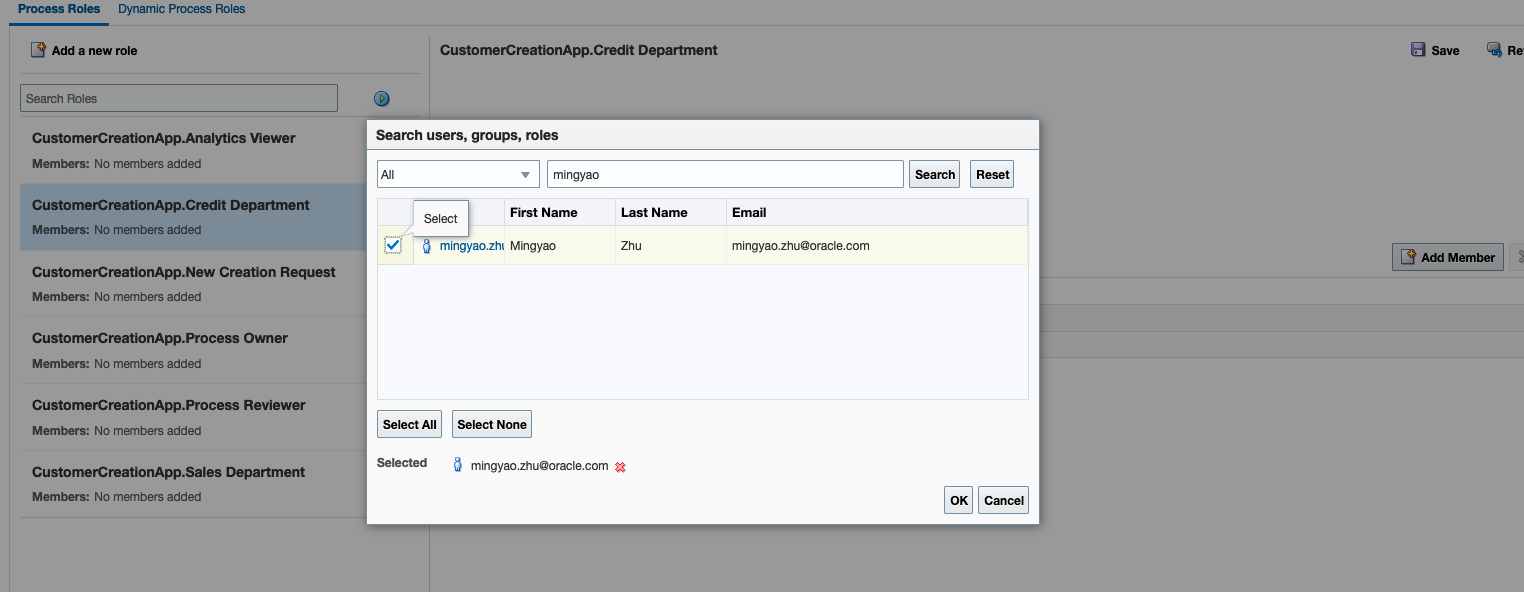 Process Roles Dynamic Process Roles
Add a new role
Search Roles
CustomerCreationApp.Analytics Viewer
Members: No members added
CustomerCreationApp.Credit Department
Members: No members added
CustomerCreationApp.New Creation Request
Members: No members added
CustomerCreationApp.Process Owner
Members: No members added
CustomerCreationApp.Process Reviewer
Members: No members added
CustomerCreationApp.Sales Department
Members: No members added
CustomerCreationApp.Credit Department
Save
Add Member
Search users, groups, roles
All mingyao Search Reset
Select First Name Last Name Email
mingyao.zhu Mingyao Zhu mingyao.zhu@oracle.com
Select All Select None
Selected mingyao.zhu@oracle.com
OK Cancel